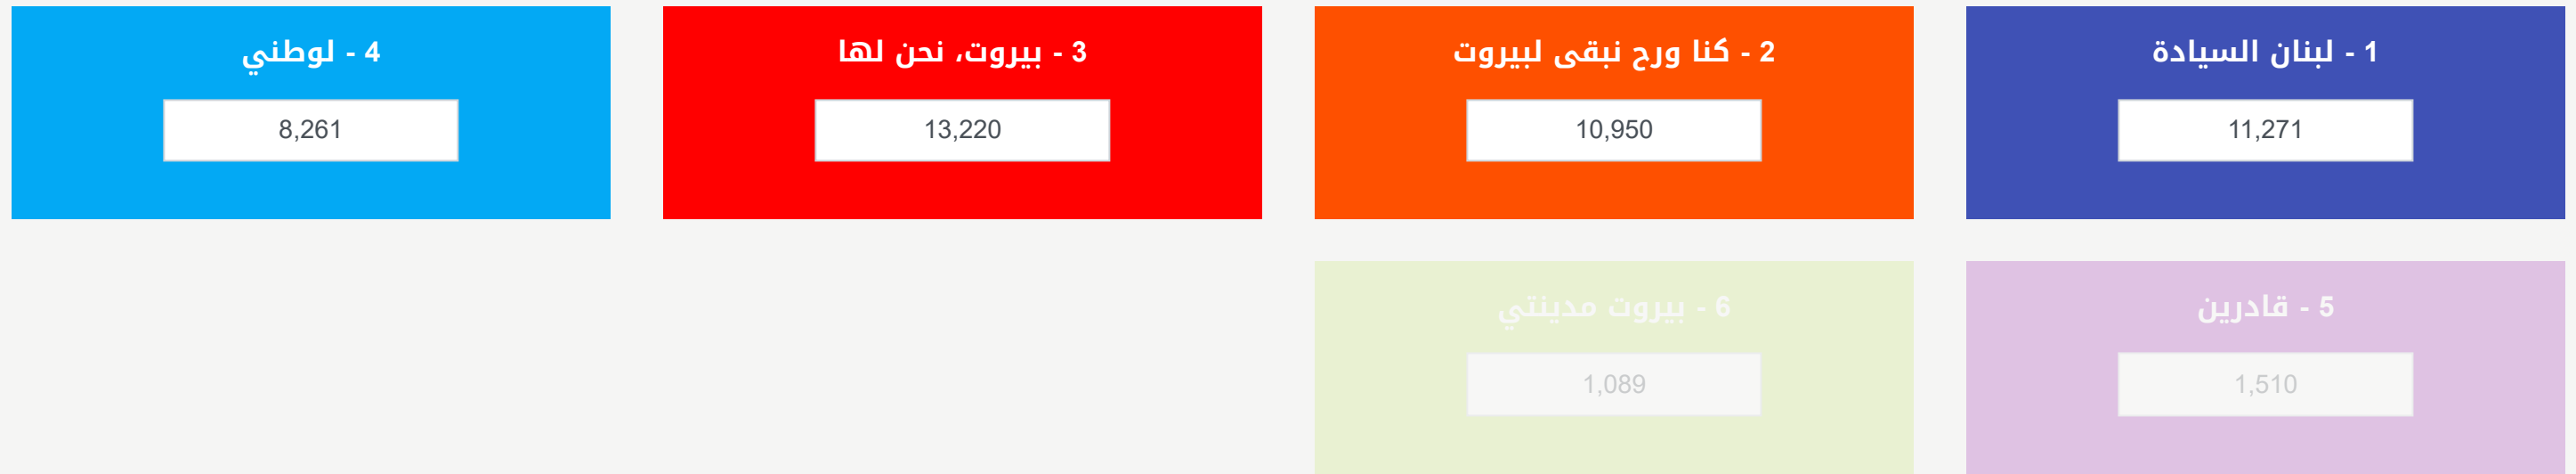 1 - لبنان السيادة
11,271
2 - كنا ورح نبقى لبيروت
10,950
3 - بيروت، نحن لها
13,220
4 - لوطني
8,261
5 - قادرين
1,510
6 - بيروت مدينتي
1,089